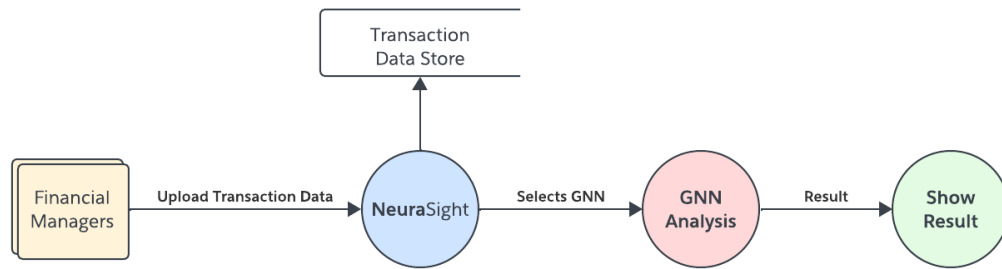 Transaction
Data Store
Financial
Managers
Upload Transaction Data
NeuraSight
Selects GNN
GNN
Analysis
Result
Show
Result